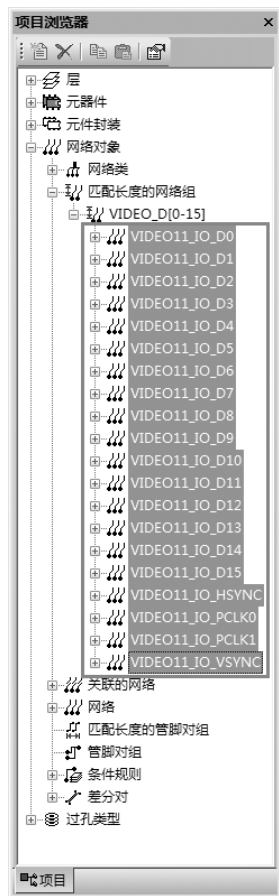 项目浏览器
层
元器件
元件封装
网络对象
网络类
匹配长度的网络组
VIDEO_D[0-15]
VIDEO11_IO_D0
VIDEO11_IO_D1
VIDEO11_IO_D2
VIDEO11_IO_D3
VIDEO11_IO_D4
VIDEO11_IO_D5
VIDEO11_IO_D6
VIDEO11_IO_D7
VIDEO11_IO_D8
VIDEO11_IO_D9
VIDEO11_IO_D10
VIDEO11_IO_D11
VIDEO11_IO_D12
VIDEO11_IO_D13
VIDEO11_IO_D14
VIDEO11_IO_D15
VIDEO11_IO_HSYNC
VIDEO11_IO_PCLK0
VIDEO11_IO_PCLK1
VIDEO11_IO_VSYNC
关联的网络
网络
匹配长度的管脚对组
管脚对组
条件规则
差分对
过孔类型
项目